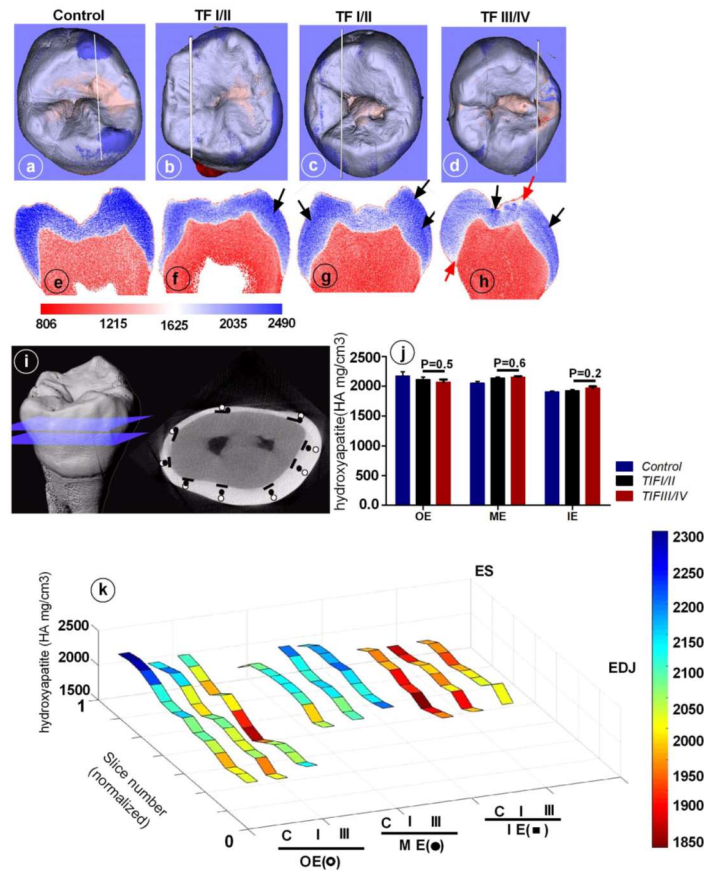 Control TF I/II TF I/II TF III/IV
a b c d
e f g h
806 1215 1625 2035 2490
i
j
hydroxyapatite(HA mg/cm3)
2500
2000
1500
1000
500
0.0
P=0.5 P=0.6 P=0.2
OE ME IE
Control
TIFI/II
TIFIII/IV
k
ES
EDJ
hydroxyapatite (HA mg/cm3)
2500
2000
1500
1
Slice number
(normalized)
0
C I III C I III C I III
OE( ) M E(●) I E(■)
2300
2250
2200
2150
2100
2050
2000
1950
1900
1850